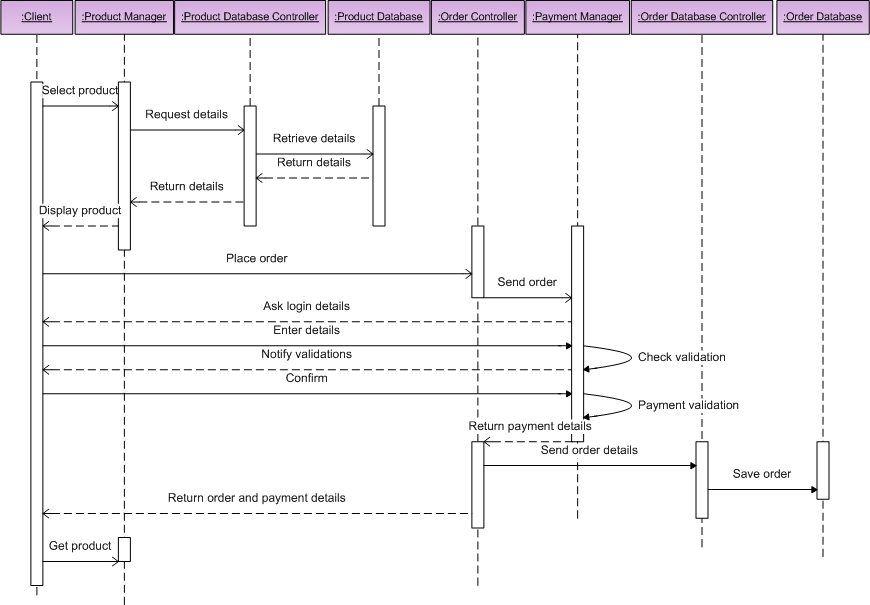 :Client
:Product Manager
:Product Database Controller
:Product Database
:Order Controller
:Payment Manager
:Order Database Controller
:Order Database
Select product
Request details
Retrieve details
Return details
Return details
Display product
Place order
Send order
Ask login details
Enter details
Notify validations
Check validation
Confirm
Payment validation
Return payment details
Send order details
Save order
Return order and payment details
Get product